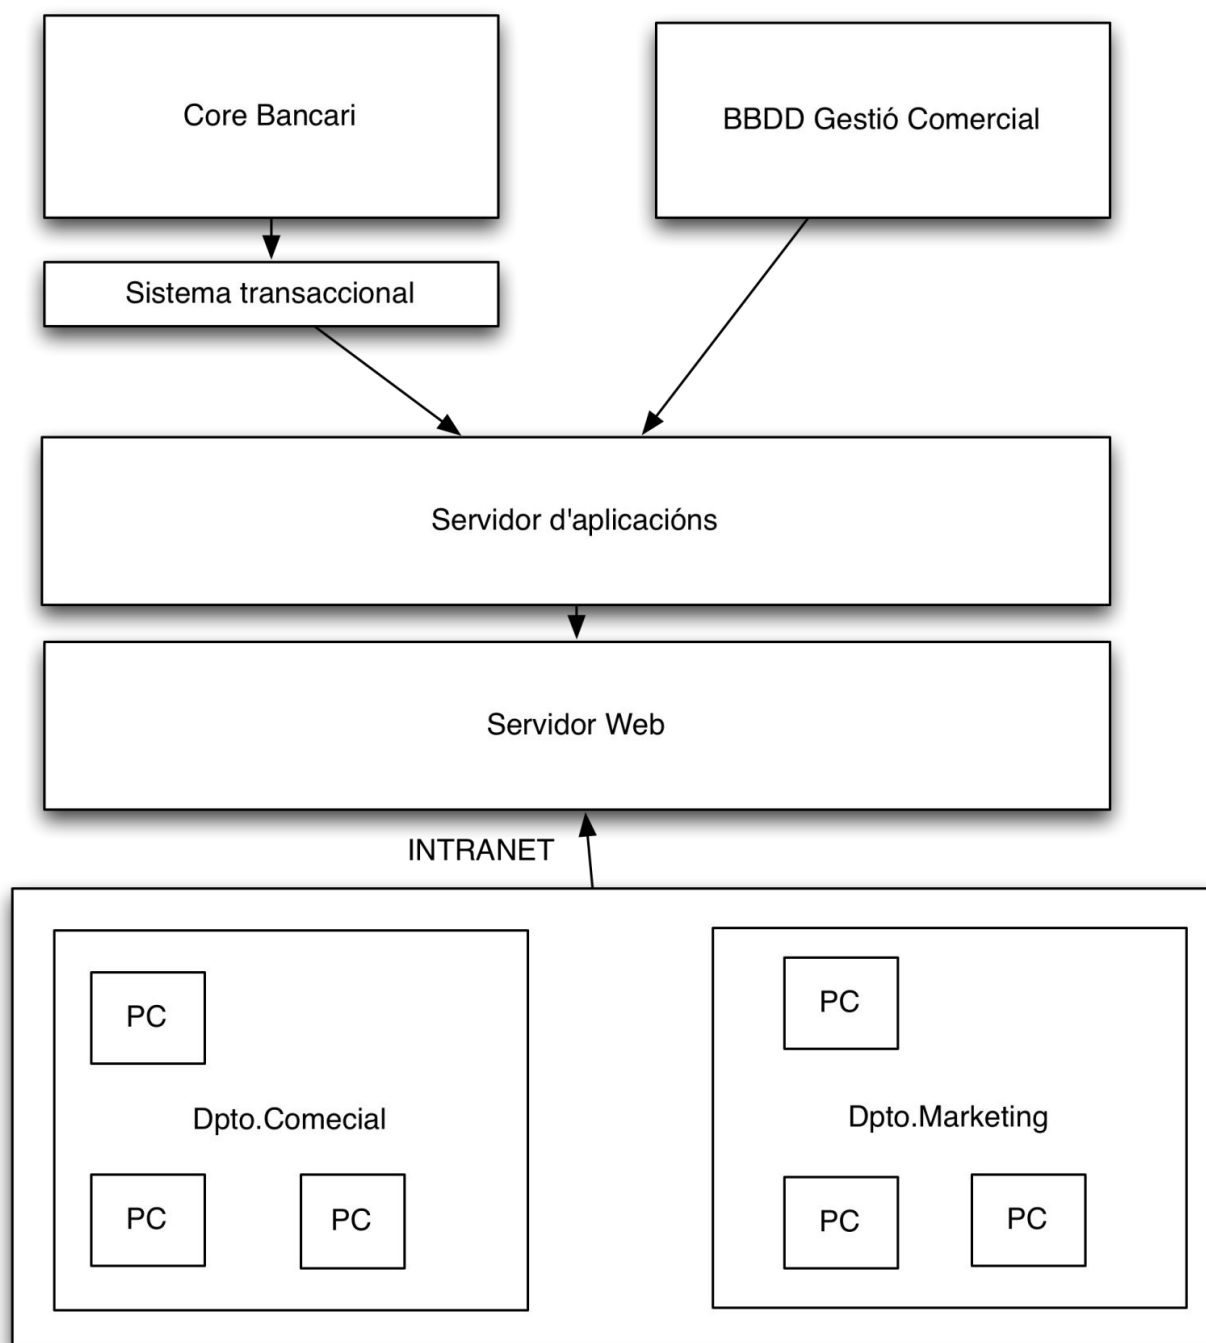 Core Bancari
BBDD Gestió Comercial
Sistema transaccional
Servidor d'aplicacións
Servidor Web
INTRANET
PC
PC
Dpto.Comecial
Dpto.Marketing
PC
PC
PC
PC